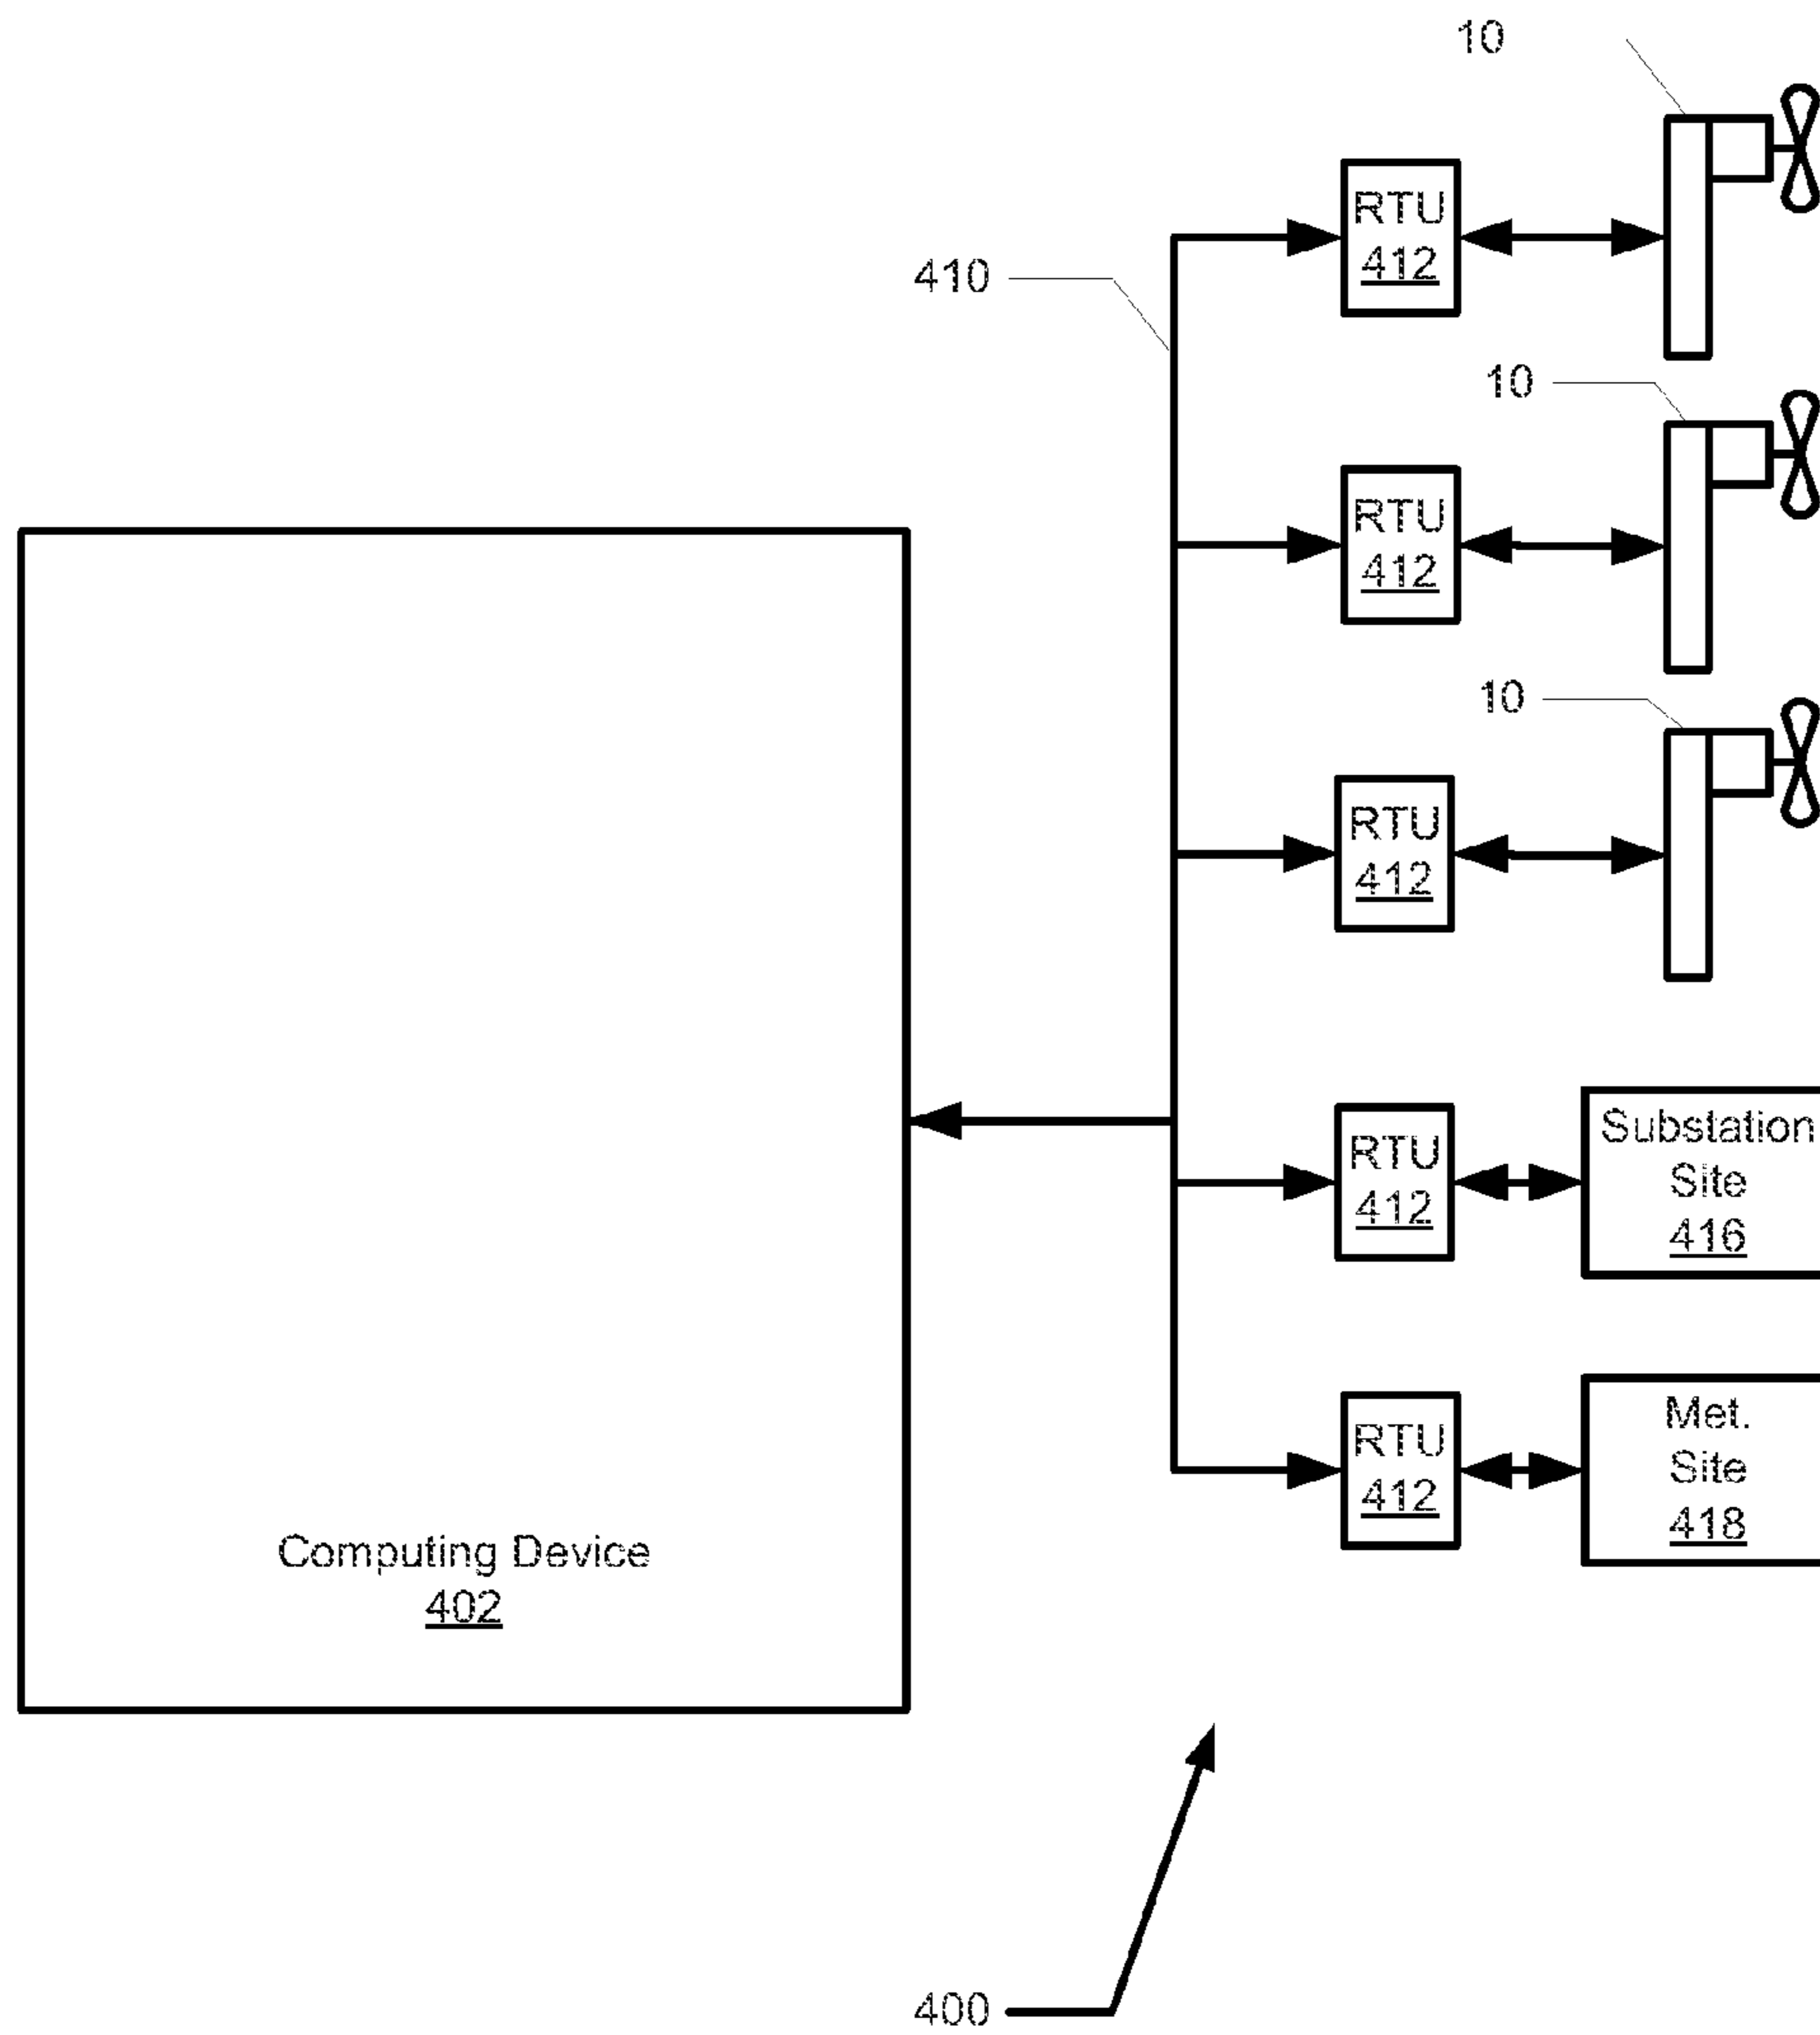 10
RTU
412
410
10
RTU
412
10
RTU
412
RTU
412
Substation
Site
416
RTU
412
Met.
Site
418
Computing Device
402
400